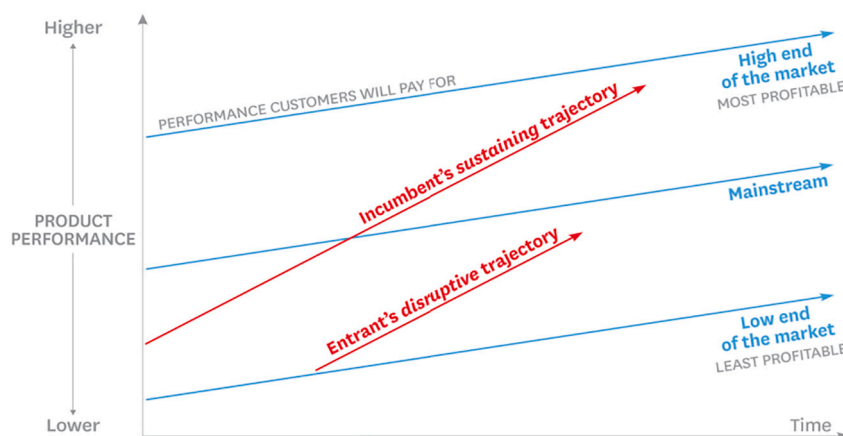 Higher
PERFORMANCE CUSTOMERS WILL PAY FOR
High end
of the market
MOST PROFITABLE
Incumbent's sustaining trajectory
Mainstream
PRODUCT
PERFORMANCE
Entrant's disruptive trajectory
Low end
of the market
LEAST PROFITABLE
Lower
Time